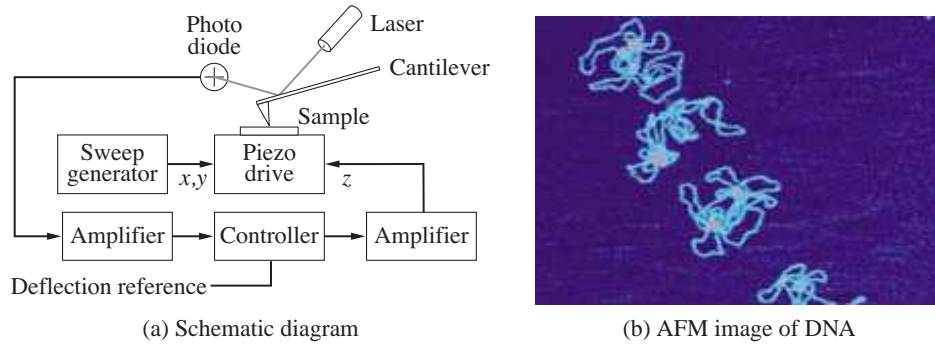 Photo
diode
Laser
Cantilever
Sample
Sweep
generator
x,y
Piezo
drive
z
Amplifier
Controller
Amplifier
Deflection reference
(a) Schematic diagram
(b) AFM image of DNA